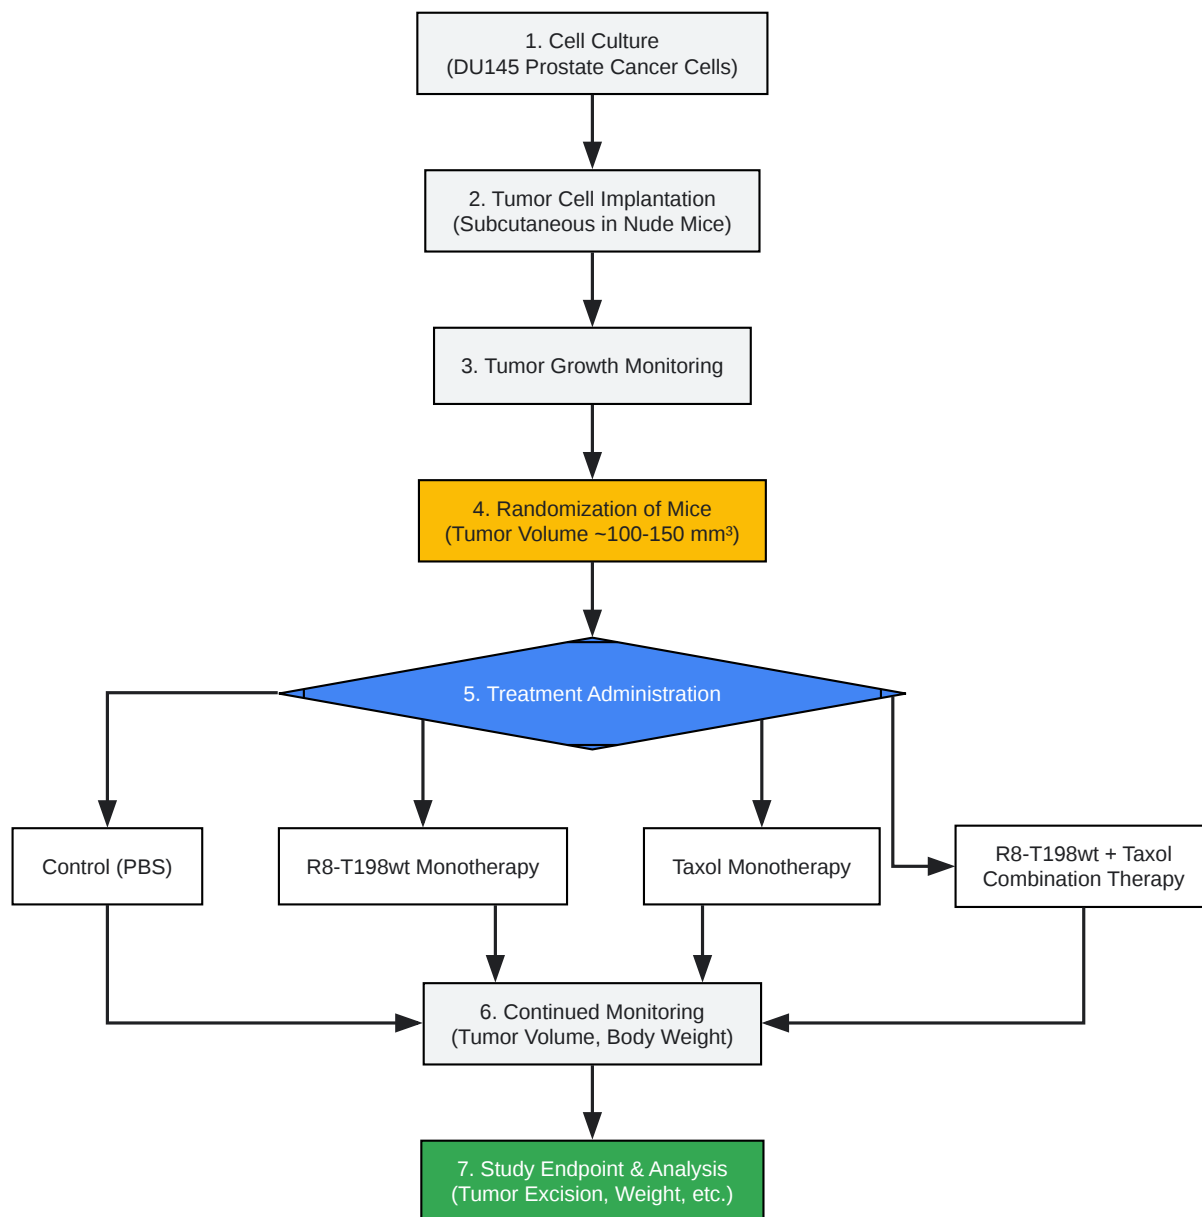 1. Cell Culture
(DU145 Prostate Cancer Cells)
2. Tumor Cell Implantation
(Subcutaneous in Nude Mice)
3. Tumor Growth Monitoring
4. Randomization of Mice
(Tumor Volume ~100-150 mm³)
5. Treatment Administration
Control (PBS)
R8-T198wt Monotherapy
Taxol Monotherapy
R8-T198wt + Taxol
Combination Therapy
6. Continued Monitoring
(Tumor Volume, Body Weight)
7. Study Endpoint & Analysis
(Tumor Excision, Weight, etc.)